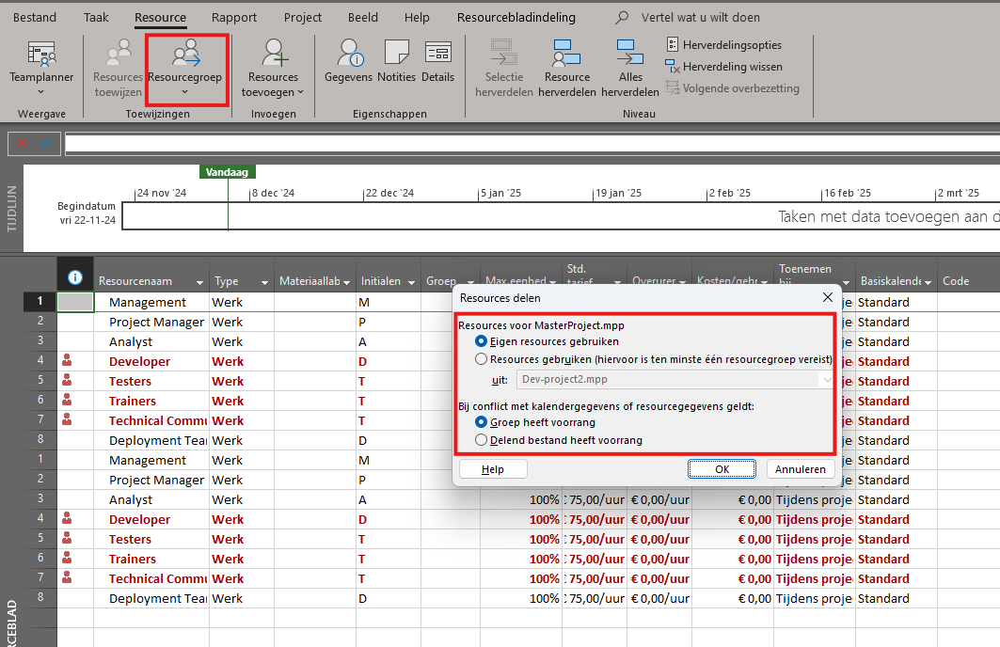 Bestand Taak Resource Rapport Project Beeld Help Resourcebladindeling Vertel wat u wilt doen
Teamplanner
Weergave
Resources toewijzen
Resourcegroep
Toewijzingen
Resources toevoegen
Invoegen
Gegevens Notities Details
Eigenschappen
Selectie herverdelen
Resource herverdelen
Alles herverdelen
Herverdelingsopties
Herverdeling wissen
Volgende overbezetting
Niveau
TIJDLIJN
Vandaag
24 nov '24 8 dec '24 22 dec '24 5 jan '25 19 jan '25 2 feb '25 16 feb '25 2 mrt '25
Begindatum
vri 22-11-24
Taken met data toevoegen aan d
Resourcenaam Type Materiaallab Initialen Groep Max.eenhed Std. tarief Overurer Kosten/gebr Toenemen bij Basiskalende Code
1 Management Werk M Standard
2 Project Manager Werk P Standard
3 Analyst Werk A Standard
4 Developer Werk D Standard
5 Testers Werk T Standard
6 Trainers Werk T Standard
7 Technical Commu Werk T Standard
8 Deployment Tear Werk D Standard
1 Management Werk M Standard
2 Project Manager Werk P Standard
3 Analyst Werk A 100% 75,00/uur € 0,00/uur € 0,00 Tijdens proje Standard
4 Developer Werk D 100% 75,00/uur € 0,00/uur € 0,00 Tijdens proje Standard
5 Testers Werk T 100% 75,00/uur € 0,00/uur € 0,00 Tijdens proje Standard
6 Trainers Werk T 100% 75,00/uur € 0,00/uur € 0,00 Tijdens proje Standard
7 Technical Commu Werk T 100% 75,00/uur € 0,00/uur € 0,00 Tijdens proje Standard
8 Deployment Tear Werk D 100% 75,00/uur € 0,00/uur € 0,00 Tijdens proje Standard
RCEBLAD
Resources delen
Resources voor MasterProject.mpp
Eigen resources gebruiken
Resources gebruiken (hiervoor is ten minste één resourcegroep vereist)
uit: Dev-project2.mpp
Bij conflict met kalendergegevens of resourcegegevens geldt:
Groep heeft voorrang
Delend bestand heeft voorrang
Help OK Annuleren